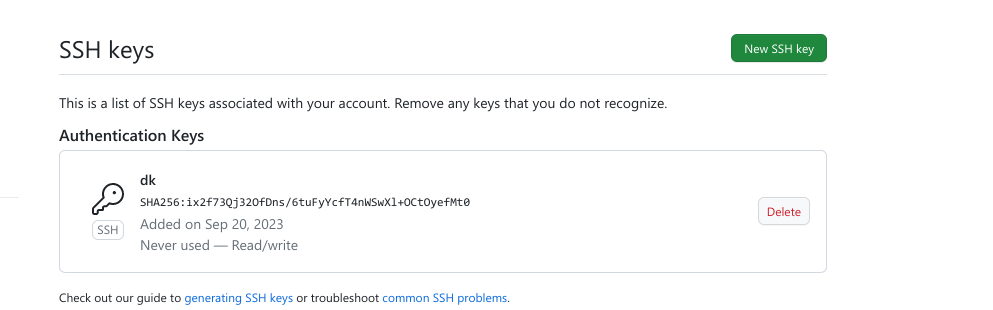 SSH keys
New SSH key
This is a list of SSH keys associated with your account. Remove any keys that you do not recognize.
Authentication Keys
dk
SHA256:ix2f73Qj32OfDns/6tuFyYcfT4nWSwXl+OCtOyefMt0
Added on Sep 20, 2023
Never used — Read/write
SSH
Delete
Check out our guide to generating SSH keys or troubleshoot common SSH problems.